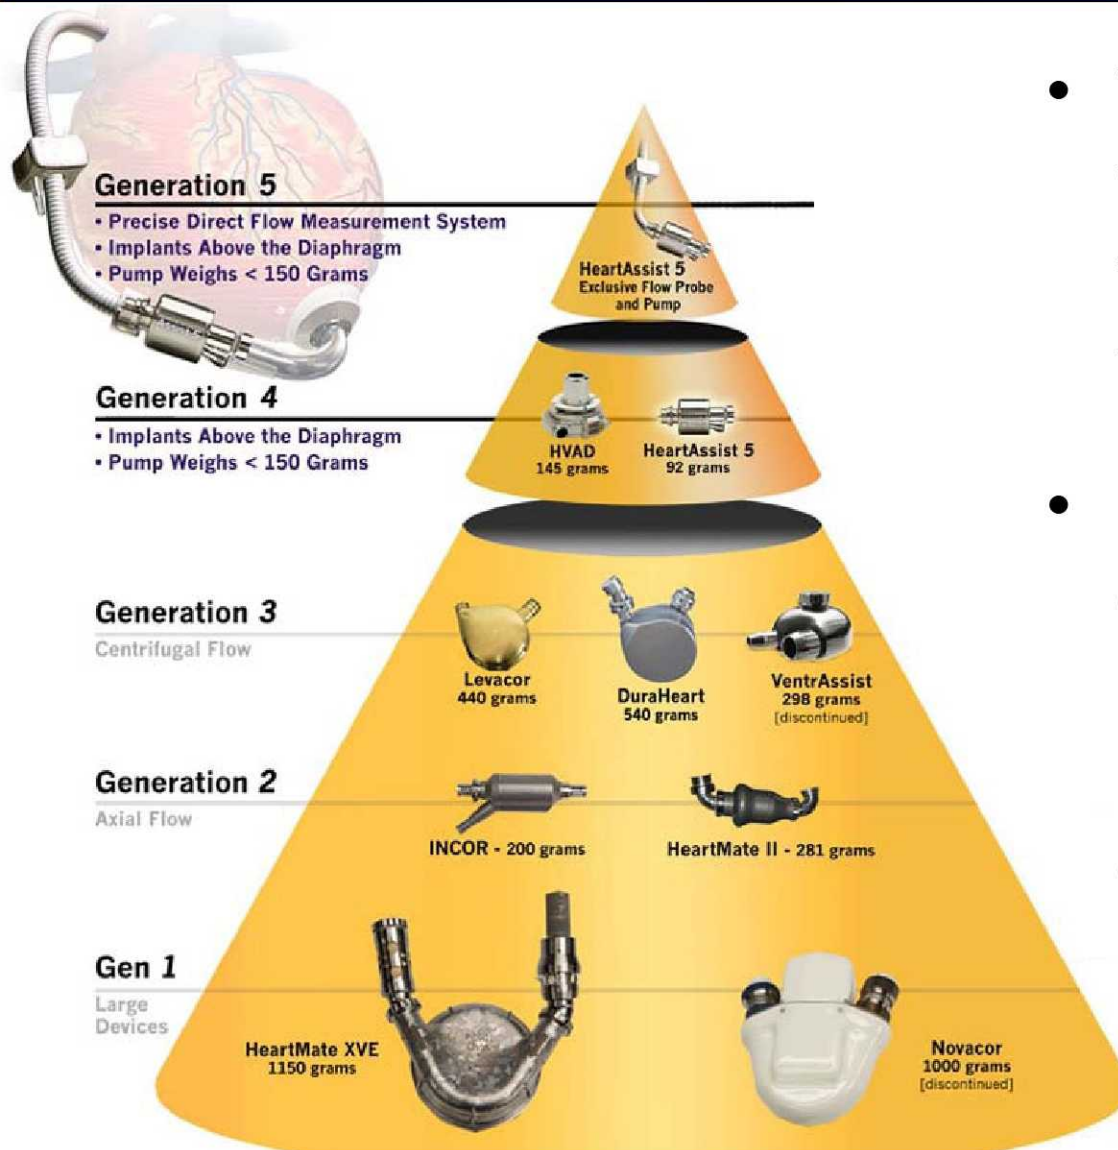 Generation 5
• Precise Direct Flow Measurement System
• Implants Above the Diaphragm
• Pump Weighs < 150 Grams
HeartAssist 5
Exclusive Flow Probe
and Pump
Generation 4
• Implants Above the Diaphragm
• Pump Weighs < 150 Grams
HVAD
145 grams
HeartAssist 5
92 grams
Generation 3
Centrifugal Flow
Levacor
440 grams
DuraHeart
540 grams
VentrAssist
298 grams
[discontinued]
Generation 2
Axial Flow
INCOR - 200 grams
HeartMate II - 281 grams
Gen 1
Large
Devices
HeartMate XVE
1150 grams
Novacor
1000 grams
[discontinued]